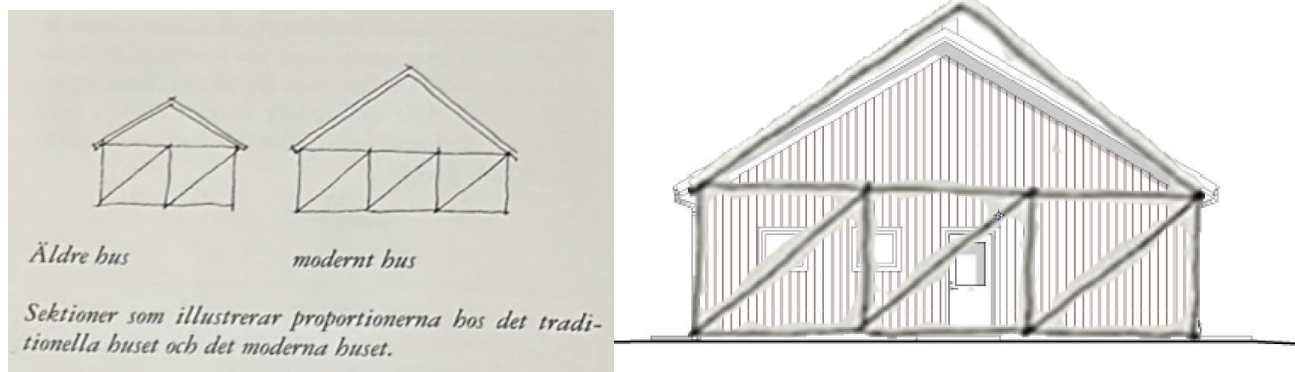 Äldre hus
modernt hus
Sektioner som illustrerar proportionerna hos det tradi-
tionella huset och det moderna huset.